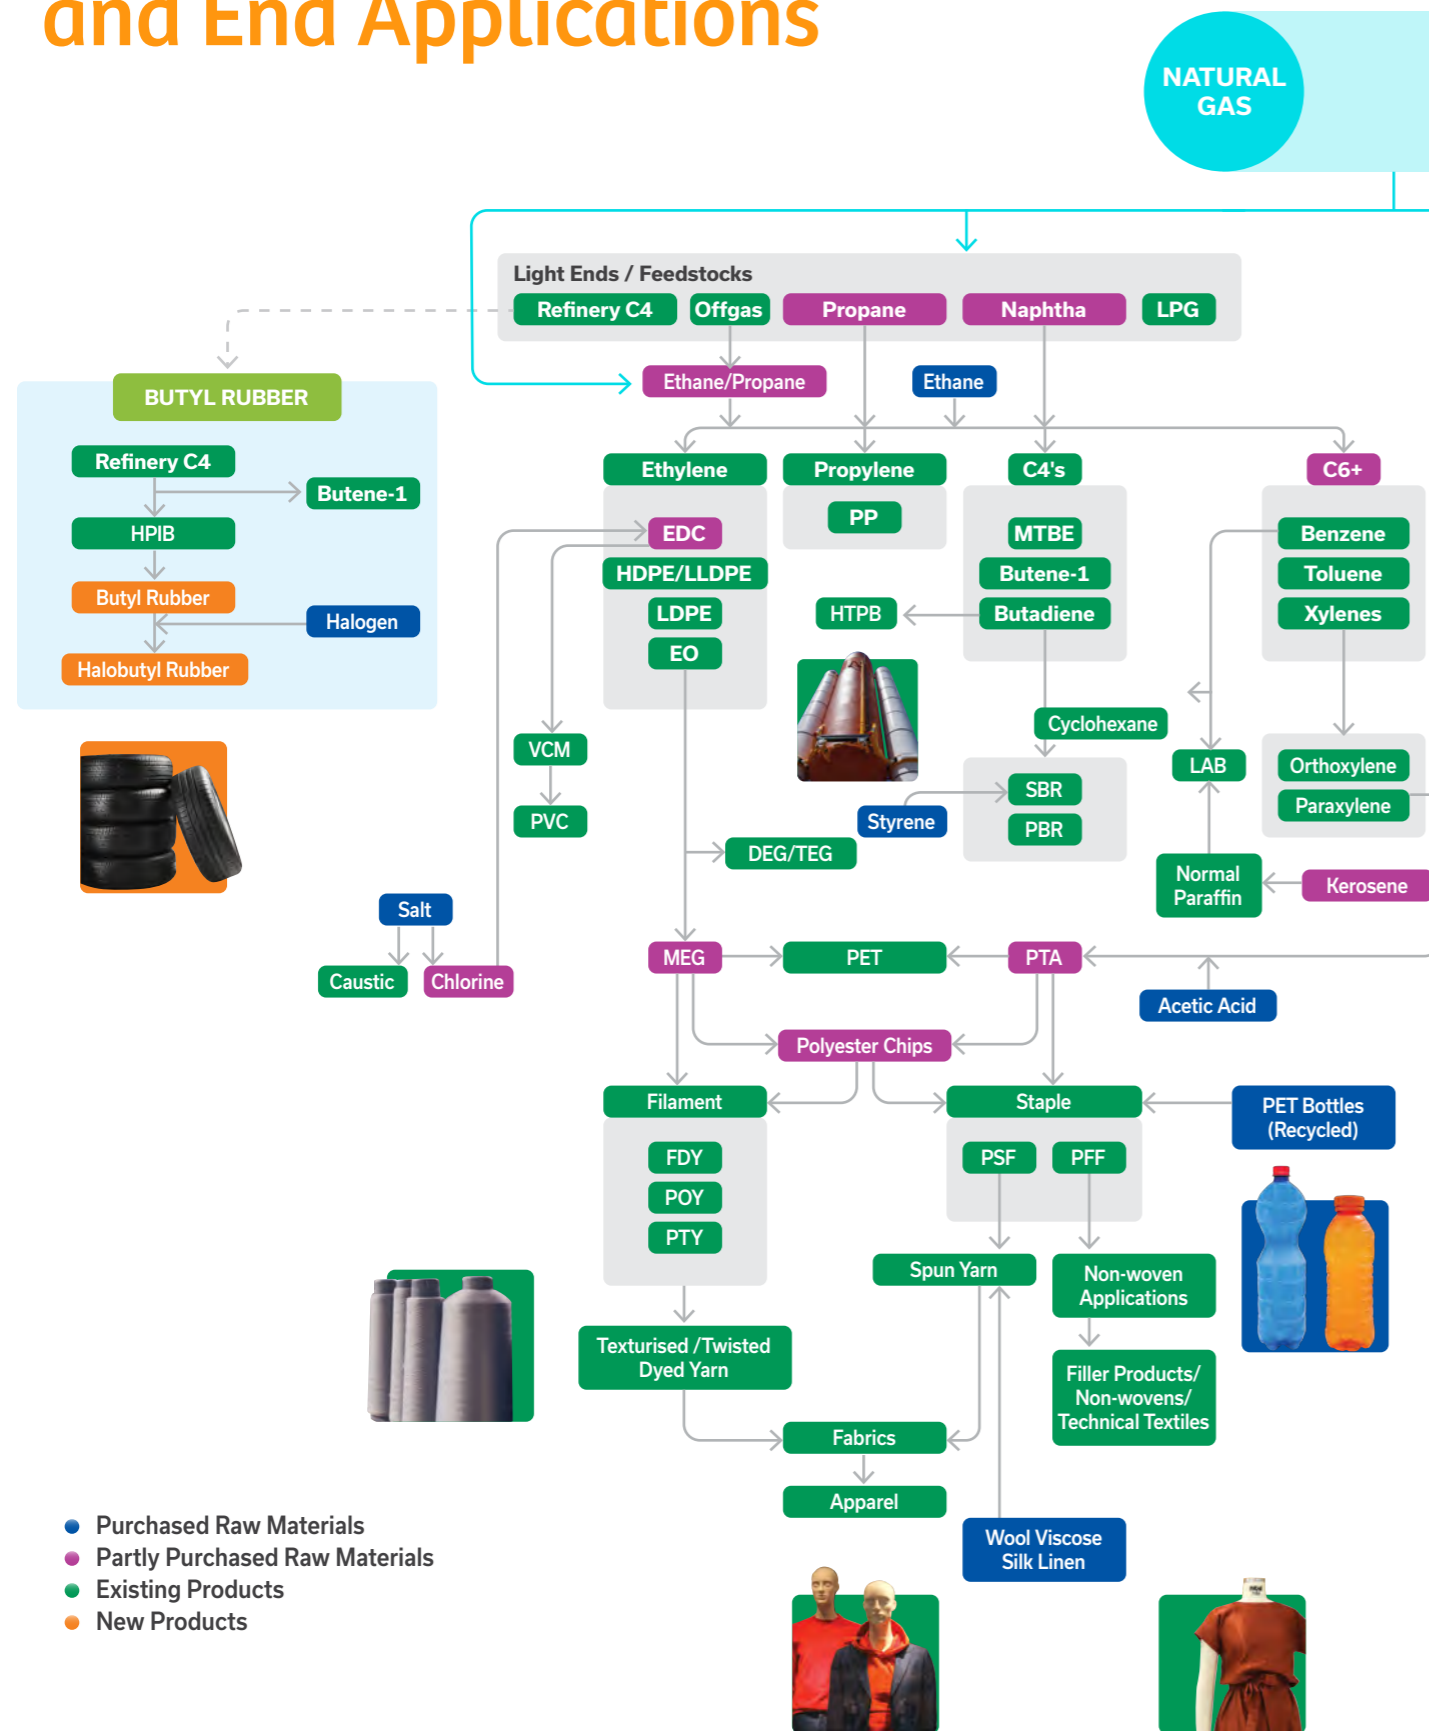 and End Applications
NATURAL
GAS
Light Ends / Feedstocks
Refinery C4
Offgas
Propane
Naphtha
LPG
Ethane/Propane
Ethane
BUTYL RUBBER
Refinery C4
Butene-1
HPIB
Butyl Rubber
Halogen
Halobutyl Rubber
Ethylene
Propylene
C4's
C6+
EDC
HDPE/LLDPE
LDPE
EO
PP
MTBE
Butene-1
Butadiene
HTPB
Benzene
Toluene
Xylenes
Cyclohexane
VCM
PVC
SBR
PBR
Styrene
LAB
Orthoxylene
Paraxylene
DEG/TEG
Normal
Paraffin
Kerosene
Salt
Caustic
Chlorine
MEG
PET
PTA
Acetic Acid
Polyester Chips
Filament
Staple
PET Bottles
(Recycled)
FDY
POY
PTY
PSF
PFF
Spun Yarn
Non-woven
Applications
Texturised /Twisted
Dyed Yarn
Filler Products/
Non-wovens/
Technical Textiles
Fabrics
Apparel
Wool Viscose
Silk Linen
Purchased Raw Materials
Partly Purchased Raw Materials
Existing Products
New Products